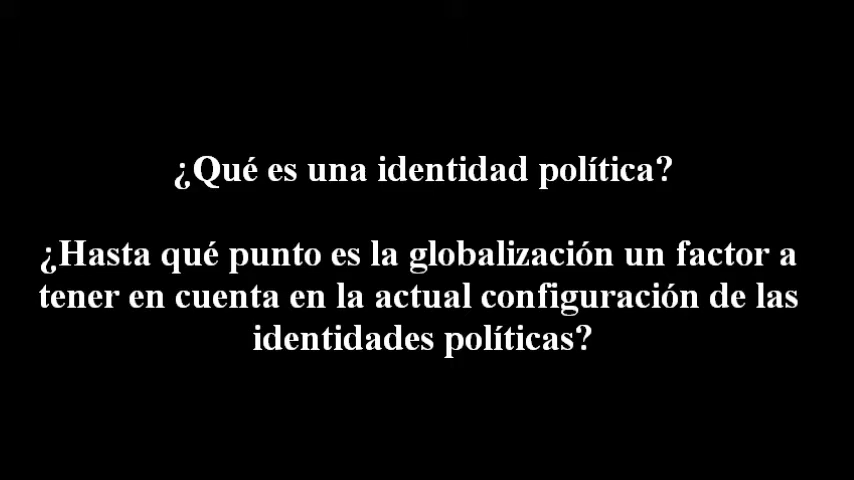 ¿Qué es una identidad política?
¿Hasta qué punto es la globalización un factor a
tener en cuenta en la actual configuración de las
identidades políticas?